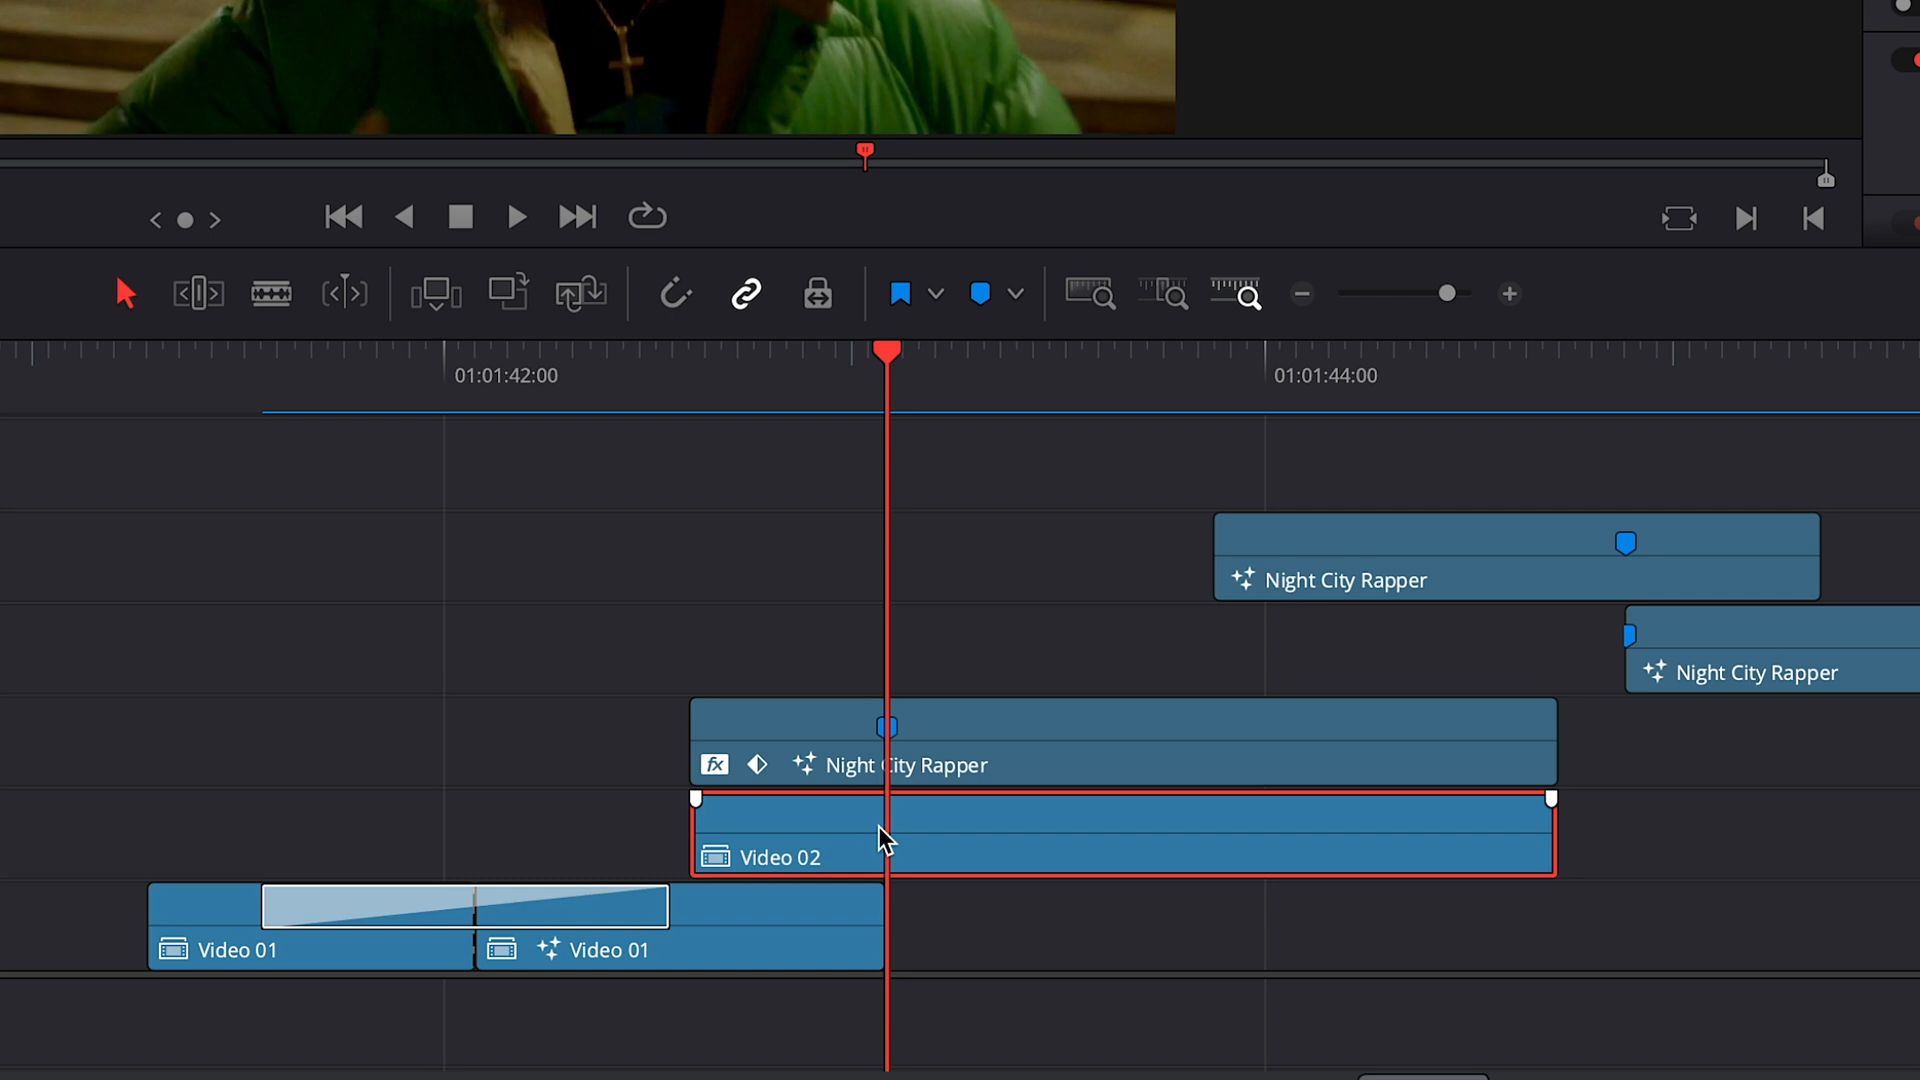 01:01:42:00
01:01:44:00
Night City Rapper
Night City Rapper
fx Night City Rapper
Video 02
Video 01
Video 01